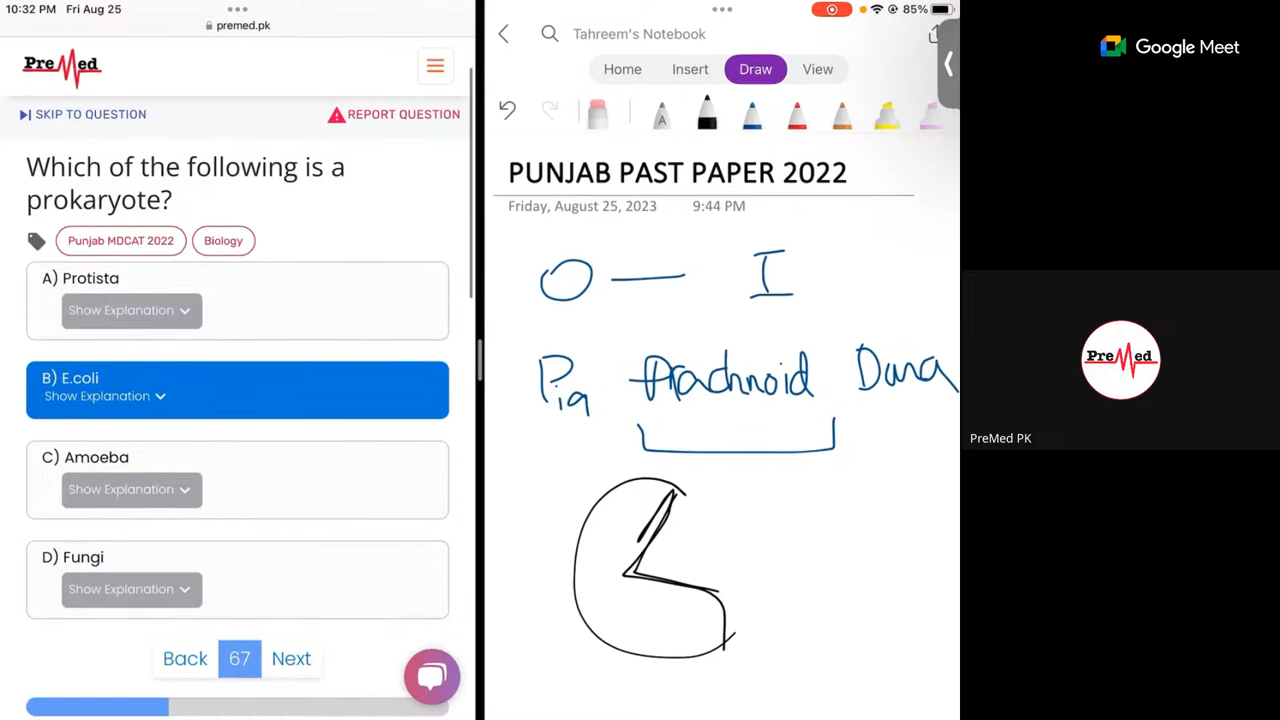 10:32 PM Fri Aug 25
premed.pk
PreMed
SKIP TO QUESTION
REPORT QUESTION
Which of the following is a
prokaryote?
Punjab MDCAT 2022
Biology
A) Protista
Show Explanation
B) E.coli
Show Explanation
C) Amoeba
Show Explanation
D) Fungi
Show Explanation
Back 67 Next
85%
Tahreem's Notebook
Home Insert Draw View
A
PUNJAB PAST PAPER 2022
Friday, August 25, 2023 9:44 PM
O — I
Pia Arachnoid Dura
Google Meet
PreMed
PreMed PK